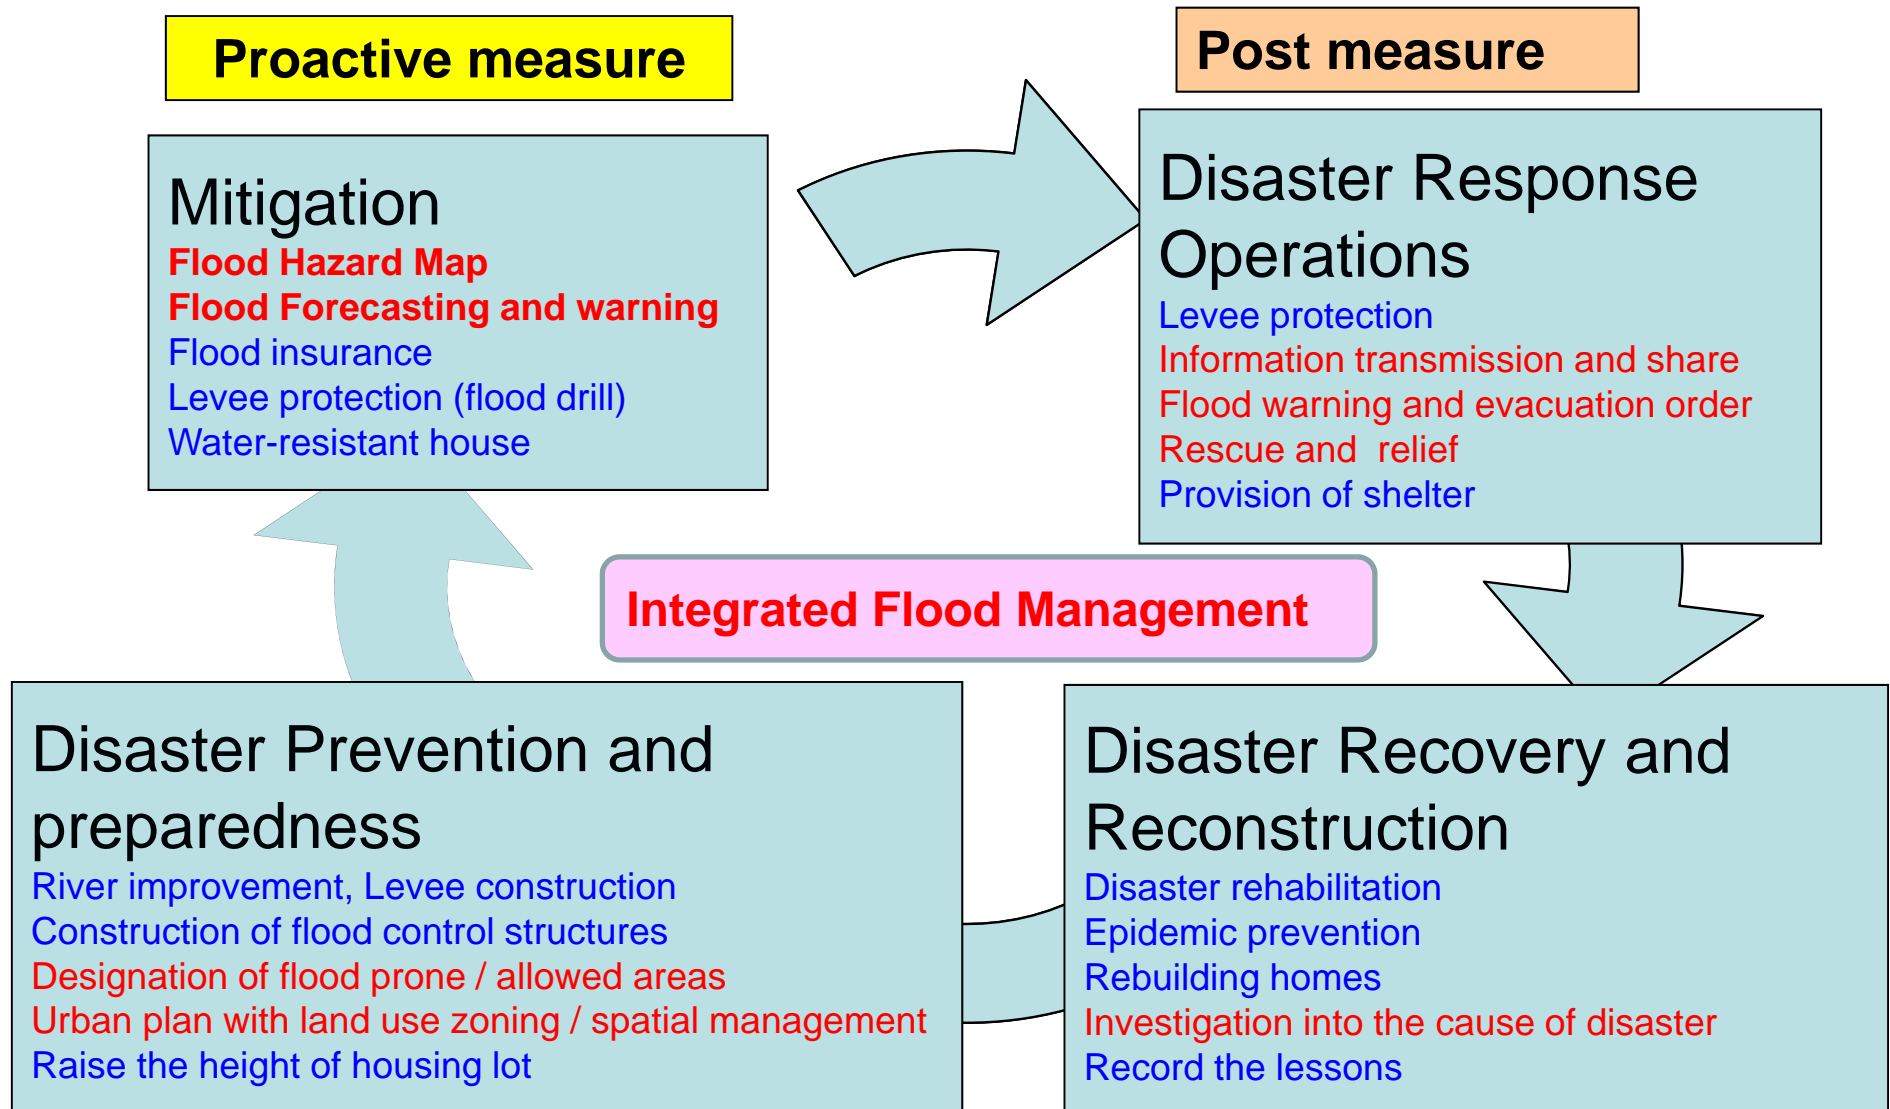 Proactive measure
Post measure
Mitigation
Flood Hazard Map
Flood Forecasting and warning
Flood insurance
Levee protection (flood drill)
Water-resistant house
Disaster Response
Operations
Levee protection
Information transmission and share
Flood warning and evacuation order
Rescue and relief
Provision of shelter
Integrated Flood Management
Disaster Prevention and
preparedness
River improvement, Levee construction
Construction of flood control structures
Designation of flood prone / allowed areas
Urban plan with land use zoning / spatial management
Raise the height of housing lot
Disaster Recovery and
Reconstruction
Disaster rehabilitation
Epidemic prevention
Rebuilding homes
Investigation into the cause of disaster
Record the lessons